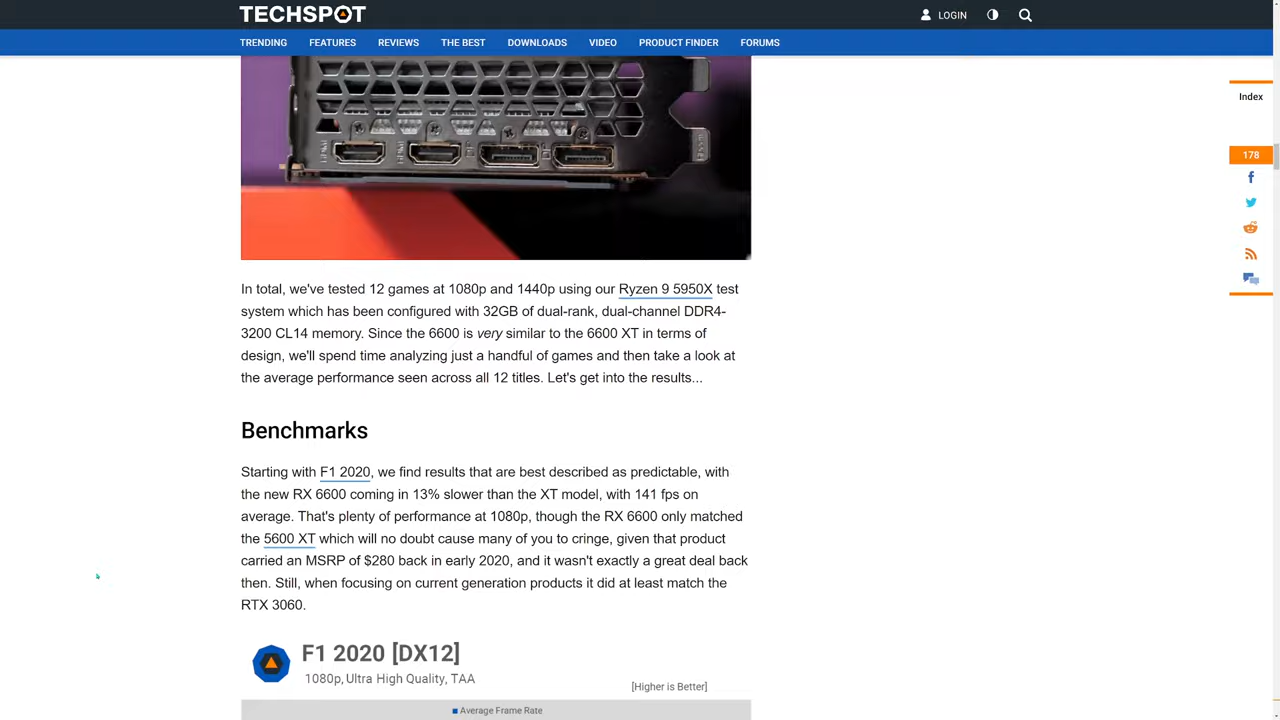 TECHSPOT
LOGIN
TRENDING FEATURES REVIEWS THE BEST DOWNLOADS VIDEO PRODUCT FINDER FORUMS
Index
178
In total, we've tested 12 games at 1080p and 1440p using our Ryzen 9 5950X test
system which has been configured with 32GB of dual-rank, dual-channel DDR4-
3200 CL14 memory. Since the 6600 is very similar to the 6600 XT in terms of
design, we'll spend time analyzing just a handful of games and then take a look at
the average performance seen across all 12 titles. Let's get into the results...
Benchmarks
Starting with F1 2020, we find results that are best described as predictable, with
the new RX 6600 coming in 13% slower than the XT model, with 141 fps on
average. That's plenty of performance at 1080p, though the RX 6600 only matched
the 5600 XT which will no doubt cause many of you to cringe, given that product
carried an MSRP of $280 back in early 2020, and it wasn't exactly a great deal back
then. Still, when focusing on current generation products it did at least match the
RTX 3060.
F1 2020 [DX12]
1080p, Ultra High Quality, TAA
[Higher is Better]
Average Frame Rate